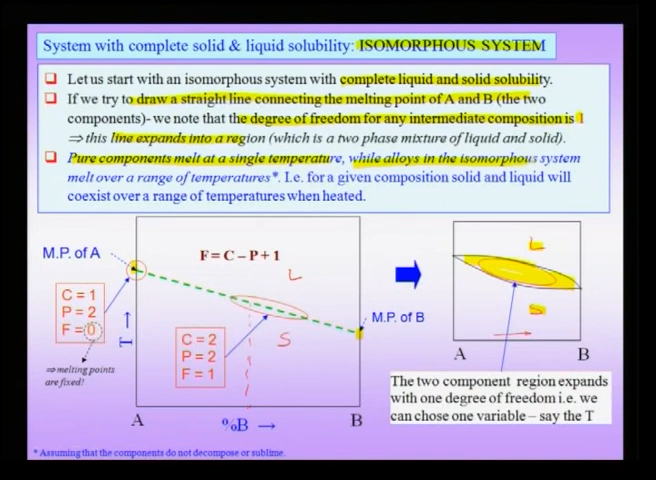 System with complete solid & liquid solubility: ISOMORPHOUS SYSTEM
Let us start with an isomorphous system with complete liquid and solid solubility.
If we try to draw a straight line connecting the melting point of A and B (the two
components)- we note that the degree of freedom for any intermediate composition is 1
⇒ this line expands into a region (which is a two phase mixture of liquid and solid).
Pure components melt at a single temperature, while alloys in the isomorphous system
melt over a range of temperatures*. I.e. for a given composition solid and liquid will
coexist over a range of temperatures when heated.
M.P. of A
F = C – P + 1
L
C = 1
P = 2
F = 0
⇒ melting points
are fixed!
T →
C = 2
P = 2
F = 1
S
M.P. of B
A
%B →
B
L
S
A
B
The two component region expands
with one degree of freedom i.e. we
can chose one variable – say the T
* Assuming that the components do not decompose or sublime.